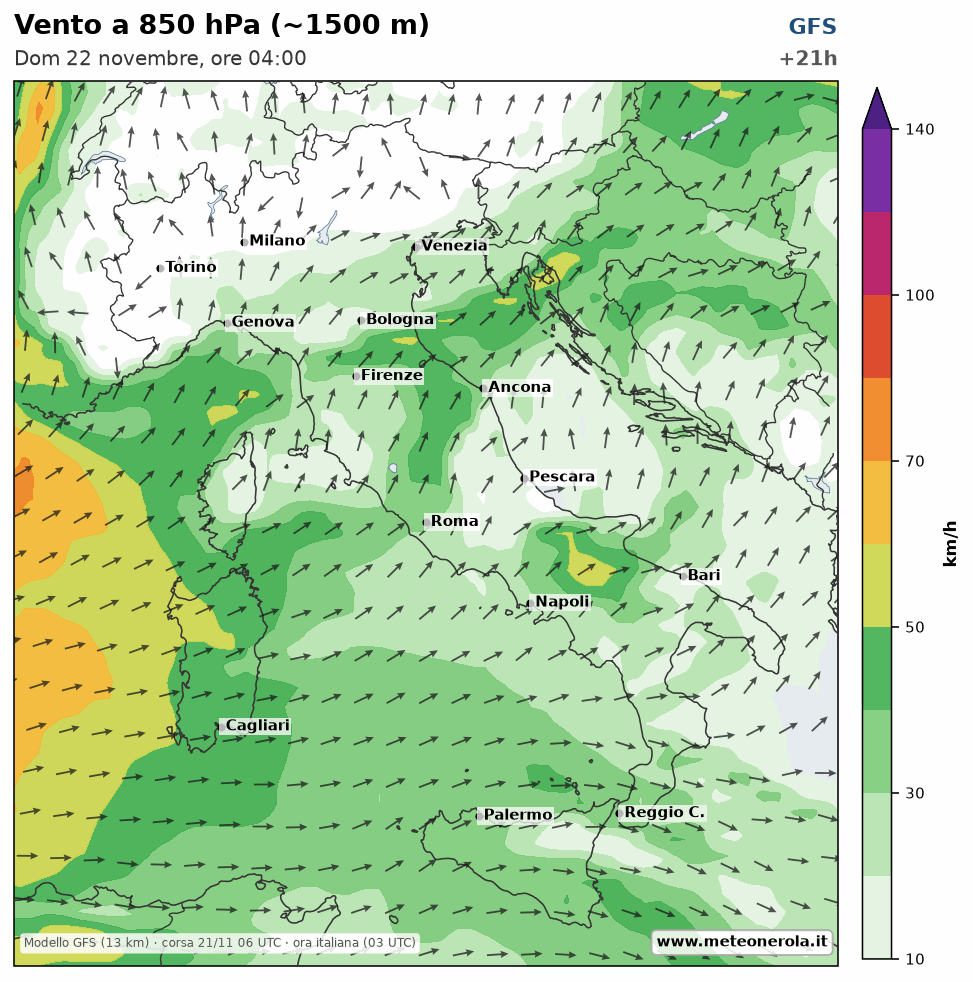 Vento a 850 hPa (~1500 m)
GFS
Dom 22 novembre, ore 04:00
+21h
140
100
70
50
30
10
km/h
Milano
Venezia
Torino
Genova
Bologna
Firenze
Ancona
Pescara
Roma
Bari
Napoli
Cagliari
Palermo
Reggio C.
Modello GFS (13 km) · corsa 21/11 06 UTC · ora italiana (03 UTC)
www.meteonerola.it